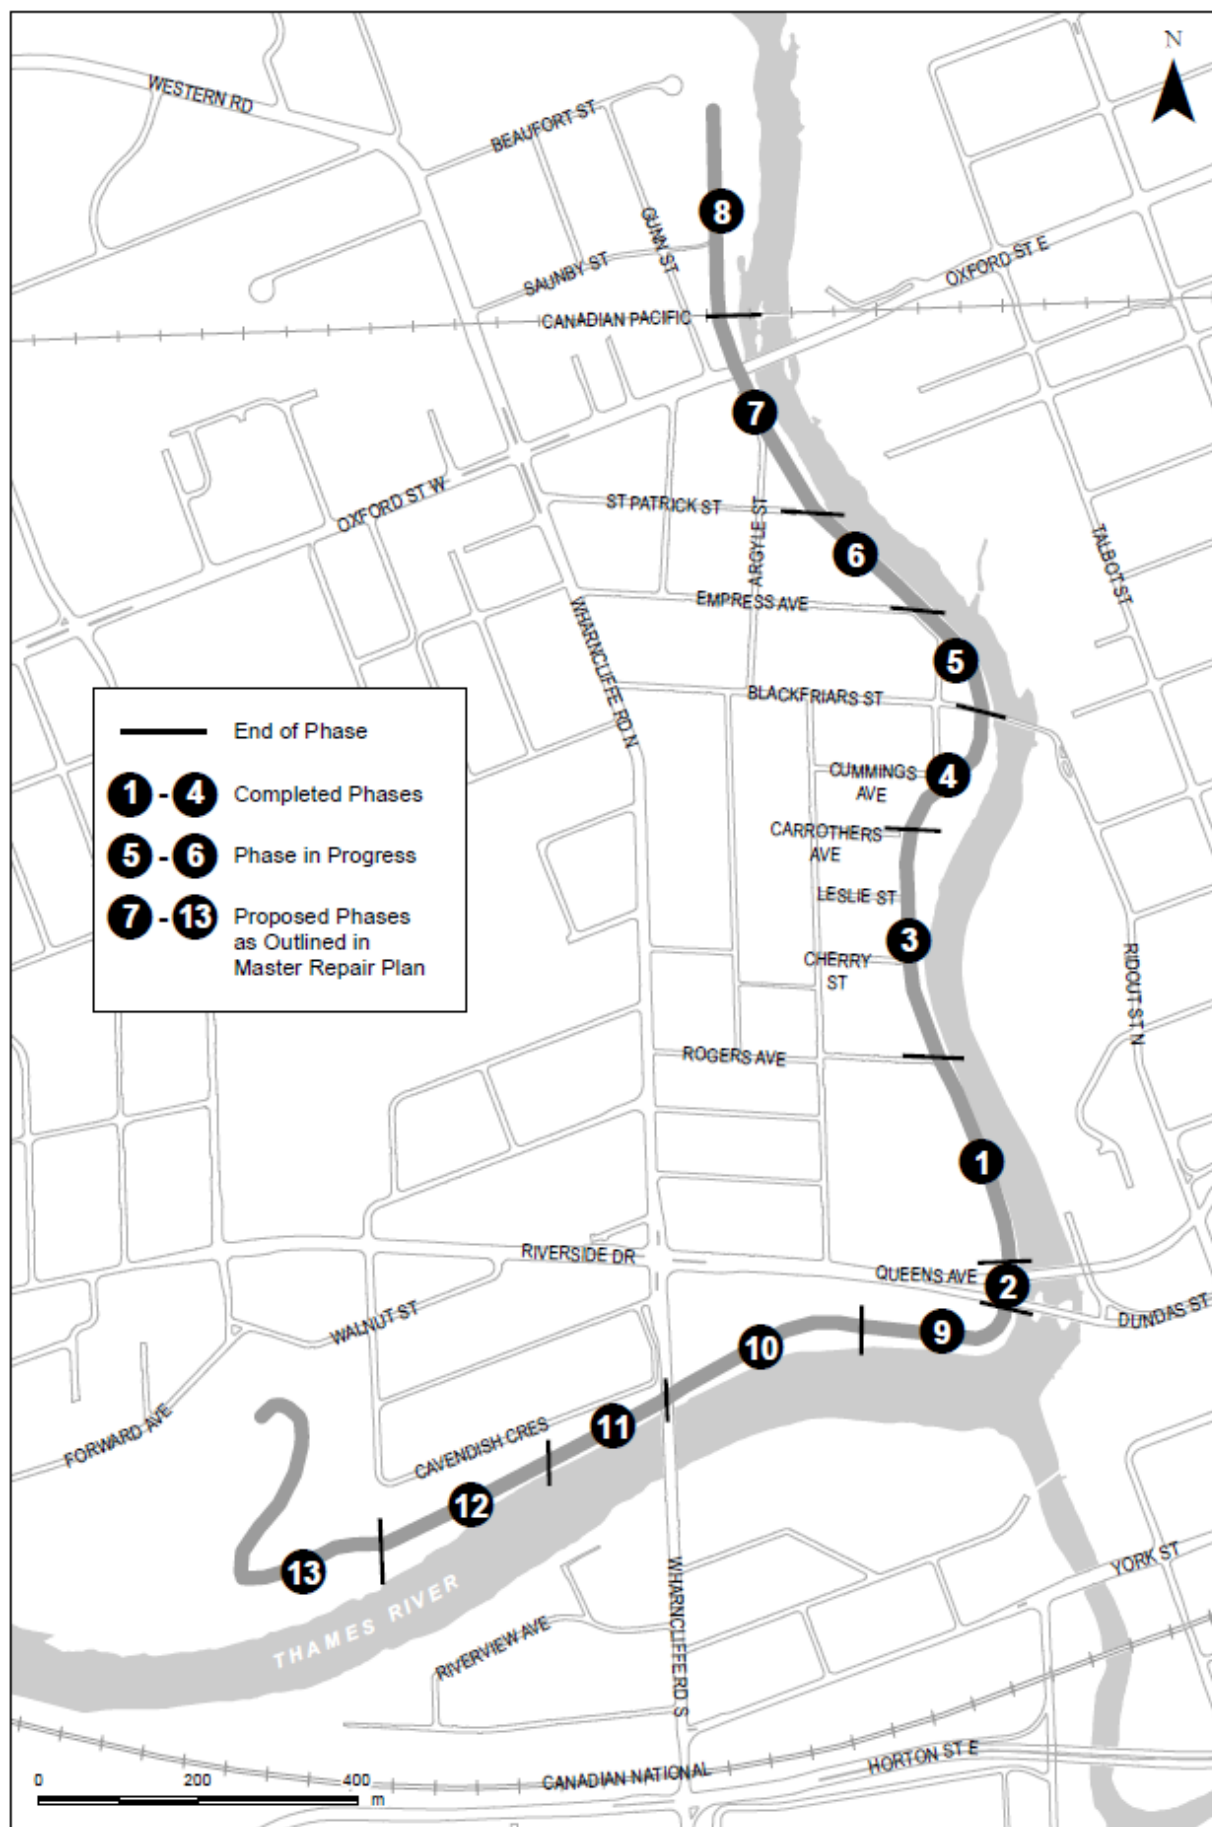 N
WESTERN RD
BEAUFORT ST
8
GUNN ST
SAUNBY ST
OXFORD ST E
CANADIAN PACIFIC
7
OXFORD ST W
ST PATRICK ST
ARGYLE ST
6
TALBOT ST
EMPRESS AVE
WHARNCLIFFE RD N
5
BLACKFRIARS ST
End of Phase
1 - 4 Completed Phases
5 - 6 Phase in Progress
7 - 13 Proposed Phases
as Outlined in
Master Repair Plan
CUMMINGS
AVE
4
CARROTHERS
AVE
LESLIE ST
3
CHERRY
ST
RIDOUT ST N
ROGERS AVE
1
RIVERSIDE DR
QUEENS AVE
2
DUNDAS ST
WALNUT ST
9
10
FORWARD AVE
CAVENDISH CRES
11
12
13
THAMES RIVER
YORK ST
RIVERVIEW AVE
WHARNCLIFFE RD S
HORTON ST E
CANADIAN NATIONAL
0 200 400
m